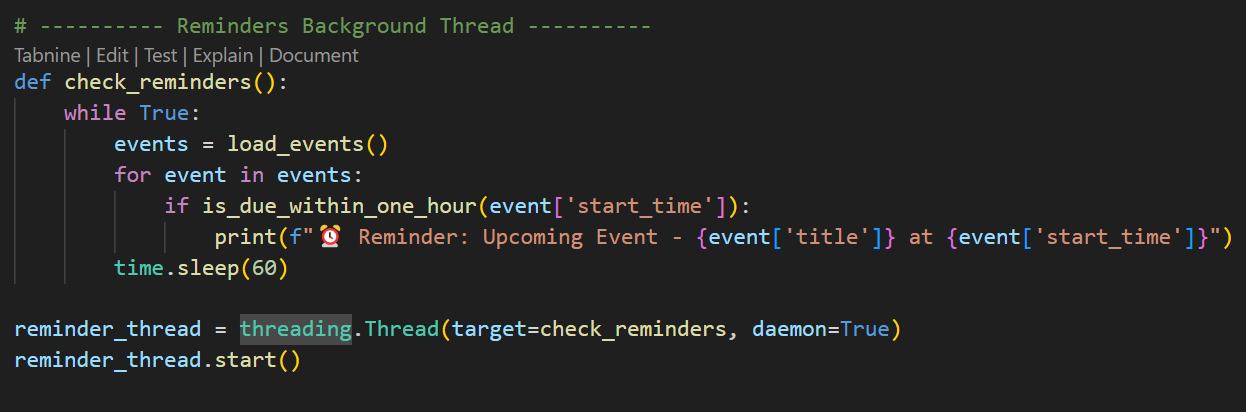 # ---------- Reminders Background Thread ----------
Tabnine | Edit | Test | Explain | Document
def check_reminders():
    while True:
        events = load_events()
        for event in events:
            if is_due_within_one_hour(event['start_time']):
                print(f"⏰ Reminder: Upcoming Event - {event['title']} at {event['start_time']}")
        time.sleep(60)

reminder_thread = threading.Thread(target=check_reminders, daemon=True)
reminder_thread.start()